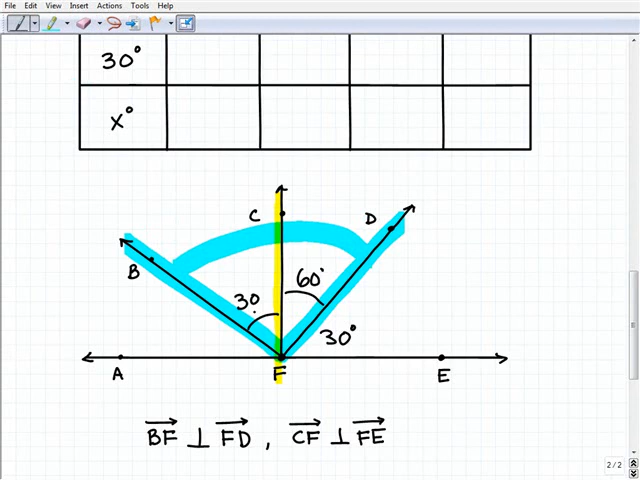 File Edit View Insert Actions Tools Help
30°
x°
C D
B 30 60° 30°
A F E
BF ⊥ FD , CF ⊥ FE
2 / 2